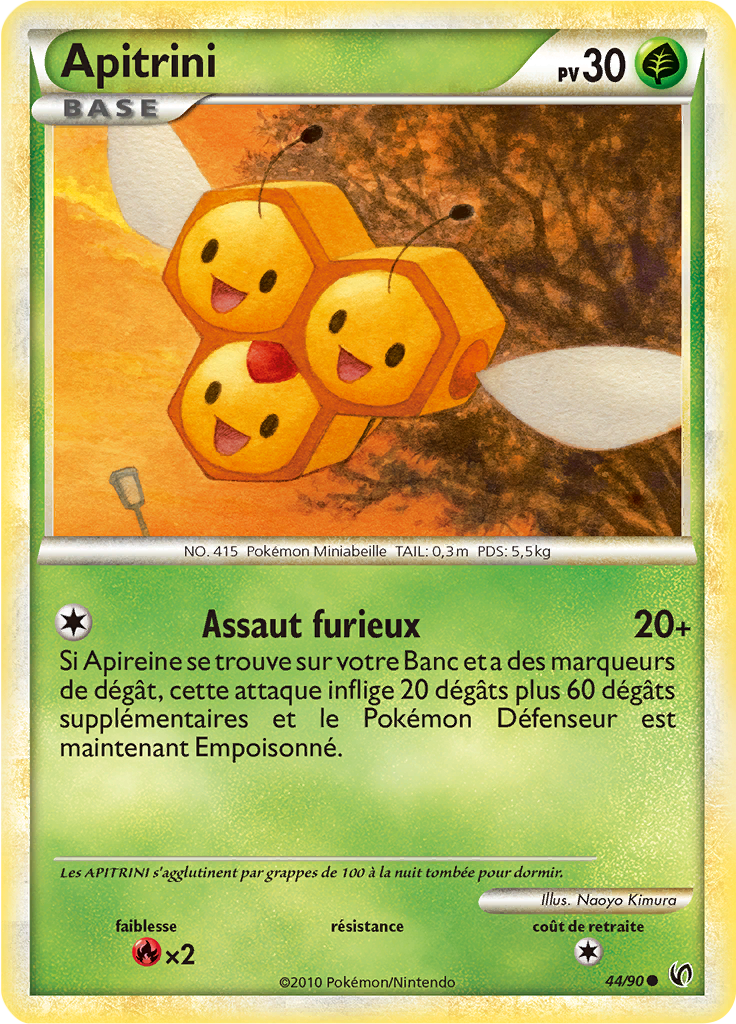 Apitrini
PV 30
BASE
NO. 415 Pokémon Miniabeille TAIL: 0,3 m PDS: 5,5 kg
Assaut furieux 20+
Si Apireine se trouve sur votre Banc et a des marqueurs
de dégât, cette attaque inflige 20 dégâts plus 60 dégâts
supplémentaires et le Pokémon Défenseur est
maintenant Empoisonné.
Les APITRINI s'agglutinent par grappes de 100 à la nuit tombée pour dormir.
Illus. Naoyo Kimura
faiblesse résistance coût de retraite
×2
©2010 Pokémon/Nintendo 44/90